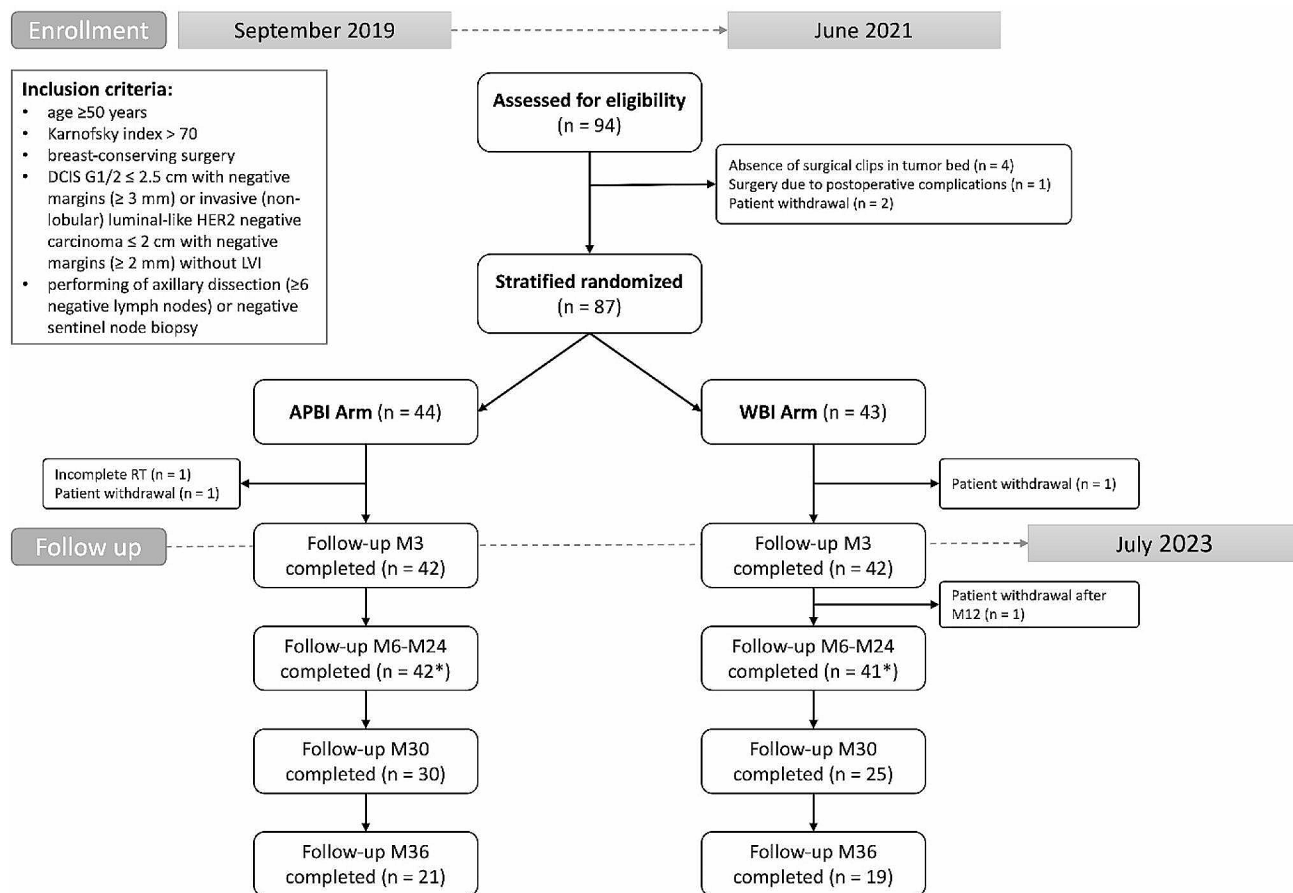 Enrollment
September 2019
June 2021
Inclusion criteria:
• age ≥50 years
• Karnofsky index > 70
• breast-conserving surgery
• DCIS G1/2 ≤ 2.5 cm with negative
margins (≥ 3 mm) or invasive (non-
lobular) luminal-like HER2 negative
carcinoma ≤ 2 cm with negative
margins (≥ 2 mm) without LVI
• performing of axillary dissection (≥6
negative lymph nodes) or negative
sentinel node biopsy
Assessed for eligibility
(n = 94)
Absence of surgical clips in tumor bed (n = 4)
Surgery due to postoperative complications (n = 1)
Patient withdrawal (n = 2)
Stratified randomized
(n = 87)
APBI Arm (n = 44)
WBI Arm (n = 43)
Incomplete RT (n = 1)
Patient withdrawal (n = 1)
Patient withdrawal (n = 1)
Follow up
Follow-up M3
completed (n = 42)
Follow-up M3
completed (n = 42)
July 2023
Patient withdrawal after
M12 (n = 1)
Follow-up M6-M24
completed (n = 42*)
Follow-up M6-M24
completed (n = 41*)
Follow-up M30
completed (n = 30)
Follow-up M30
completed (n = 25)
Follow-up M36
completed (n = 21)
Follow-up M36
completed (n = 19)